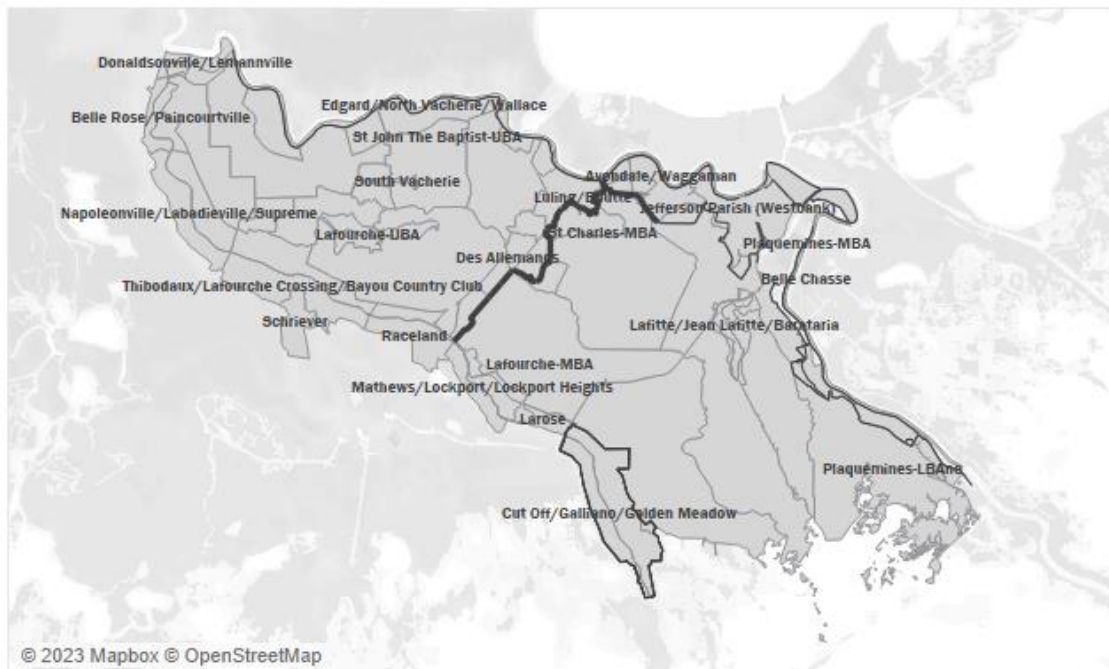 Donaldsonville/Lemannville
Edgard/North Vacherie/Wallace
Belle Rose/Paincourtville
St John The Baptist-UBA
Avondale/Waggaman
South Vacherie
Luling/Boutte
Jefferson Parish (Westbank)
Napoleonville/Labadieville/Supreme
Lafourche-UBA
St Charles-MBA
Plaquemines-MBA
Des Allemands
Belle Chasse
Thibodaux/Lafourche Crossing/Bayou Country Club
Schriever
Lafitte/Jean Lafitte/Barataria
Raceland
Lafourche-MBA
Mathews/Lockport/Lockport Heights
Larose
Plaquemines-LBAne
Cut Off/Galliano/Golden Meadow
© 2023 Mapbox © OpenStreetMap